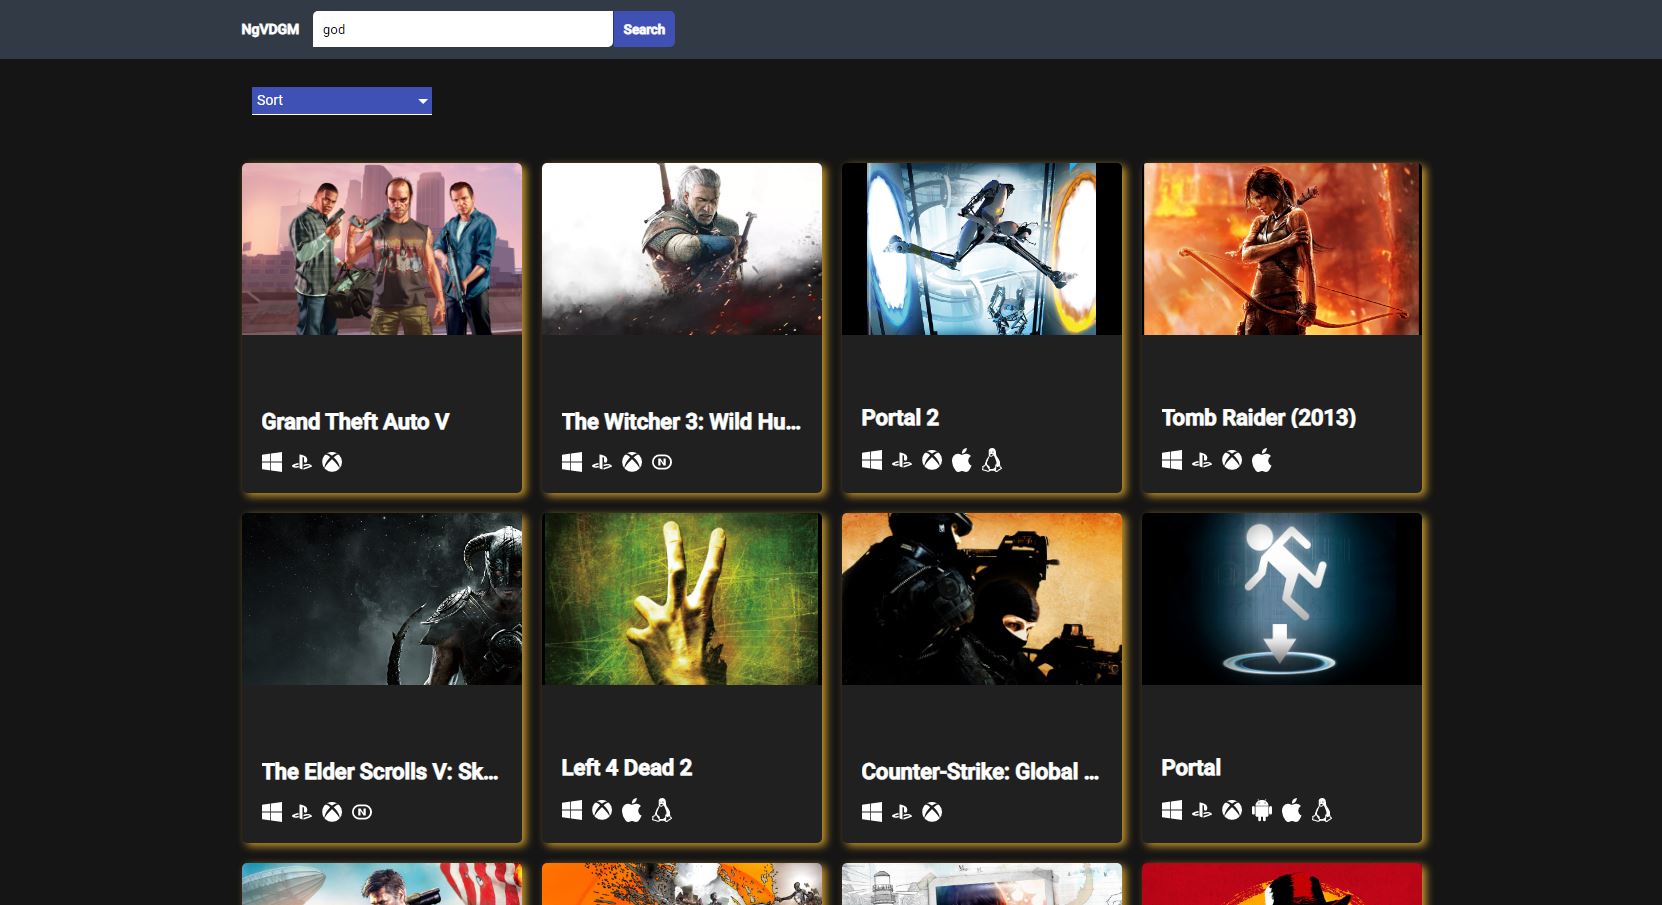 NgVDGM
god
Search
Sort
Grand Theft Auto V
The Witcher 3: Wild Hu...
Portal 2
Tomb Raider (2013)
The Elder Scrolls V: Sk...
Left 4 Dead 2
Counter-Strike: Global ...
Portal